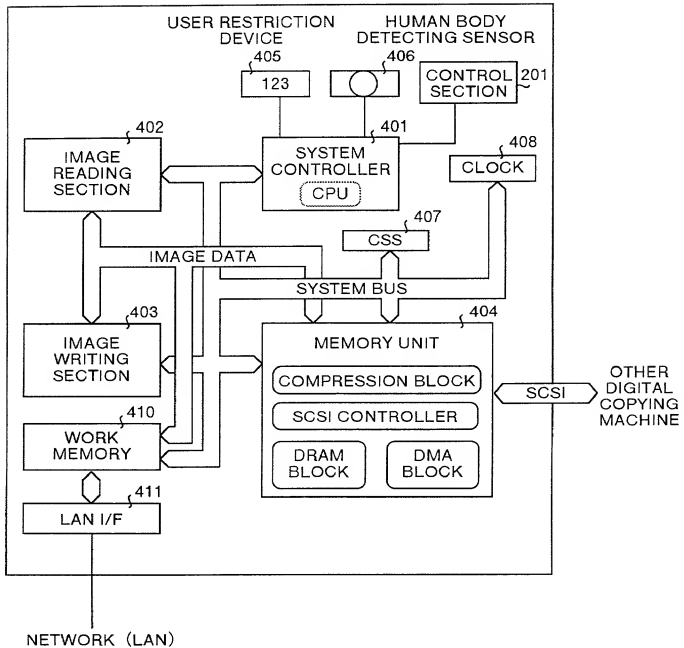 USER RESTRICTION
DEVICE
405
123
HUMAN BODY
DETECTING SENSOR
406
CONTROL
SECTION
201
402
IMAGE
READING
SECTION
401
SYSTEM
CONTROLLER
CPU
408
CLOCK
407
CSS
IMAGE DATA
SYSTEM BUS
403
IMAGE
WRITING
SECTION
404
MEMORY UNIT
COMPRESSION BLOCK
SCSI CONTROLLER
DRAM
BLOCK
DMA
BLOCK
SCSI
OTHER
DIGITAL
COPYING
MACHINE
410
WORK
MEMORY
411
LAN I/F
NETWORK (LAN)